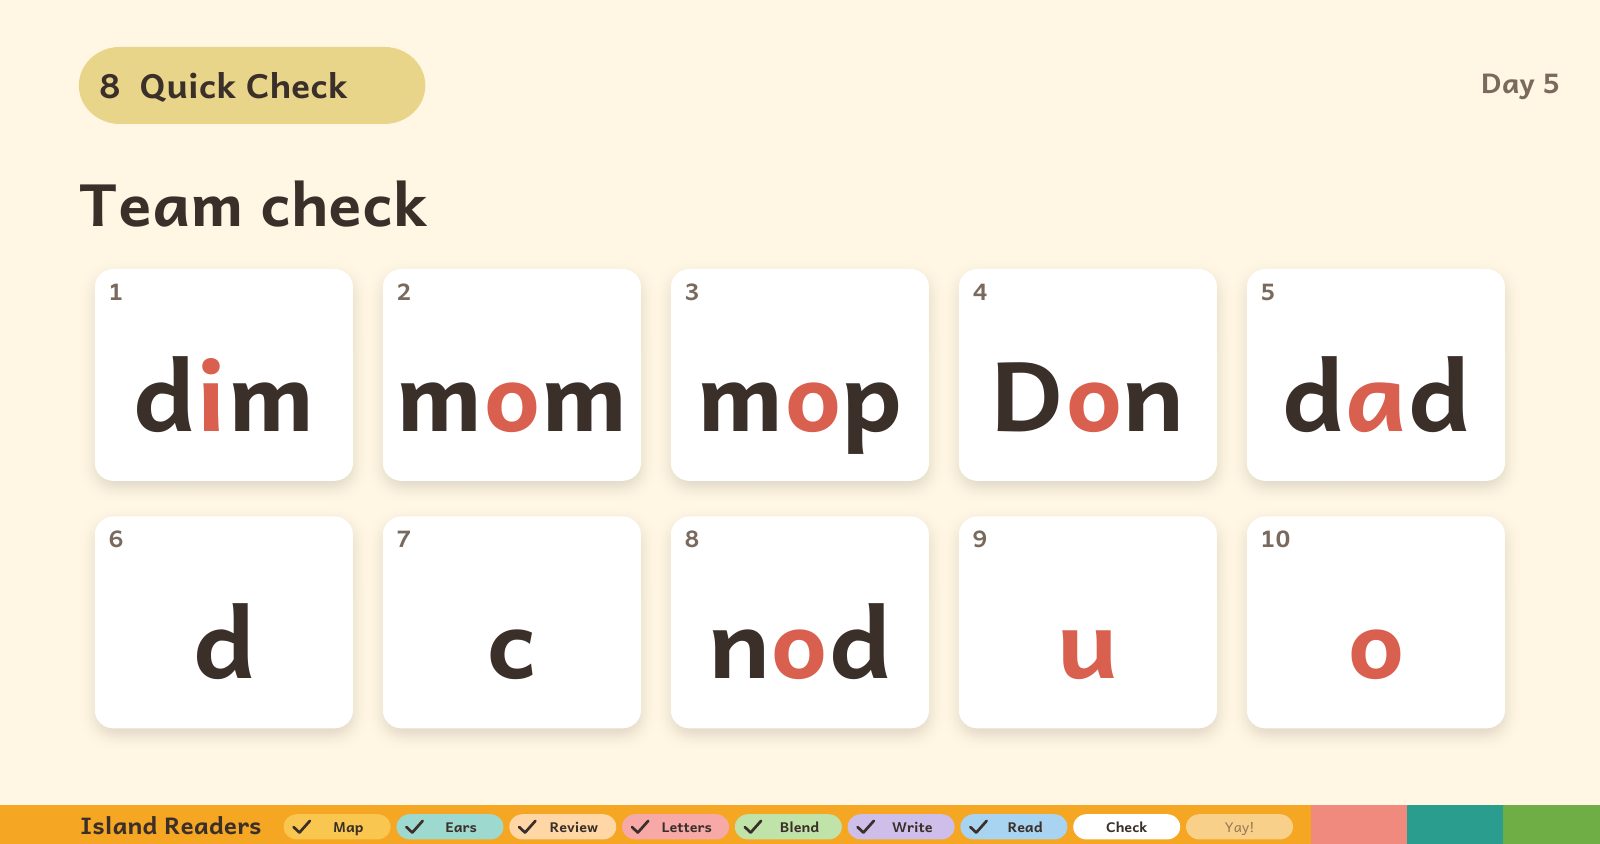 8 Quick Check
Day 5
Team check
1 2 3 4 5
dim mom mop Don dad
6 7 8 9 10
d c nod u o
Island Readers Map Ears Review Letters Blend Write Read Check Yay!